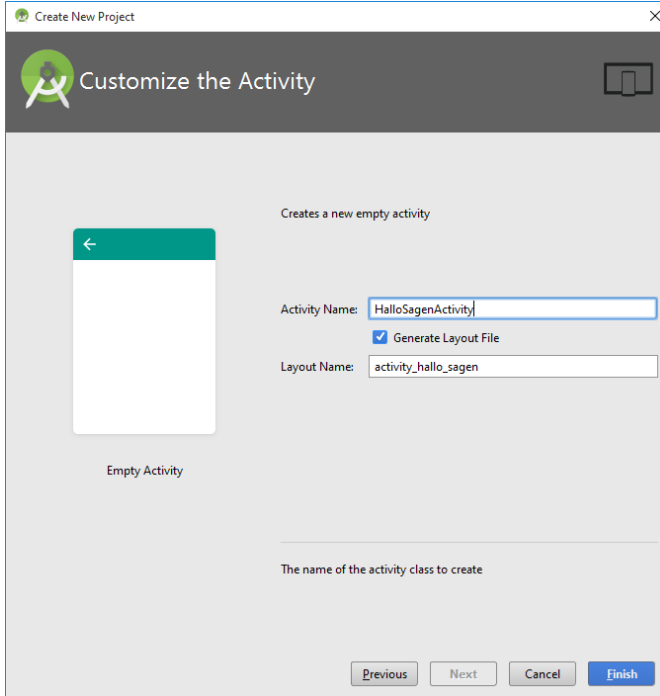 Create New Project
Customize the Activity
Creates a new empty activity
Activity Name: HalloSagenActivity
Generate Layout File
Layout Name: activity_hallo_sagen
Empty Activity
The name of the activity class to create
Previous Next Cancel Finish